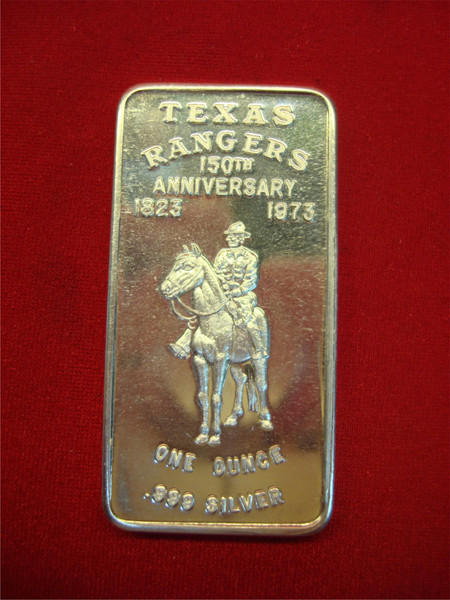 TEXAS
RANGERS
150TH
ANNIVERSARY
1823 1973
ONE OUNCE
.999 SILVER